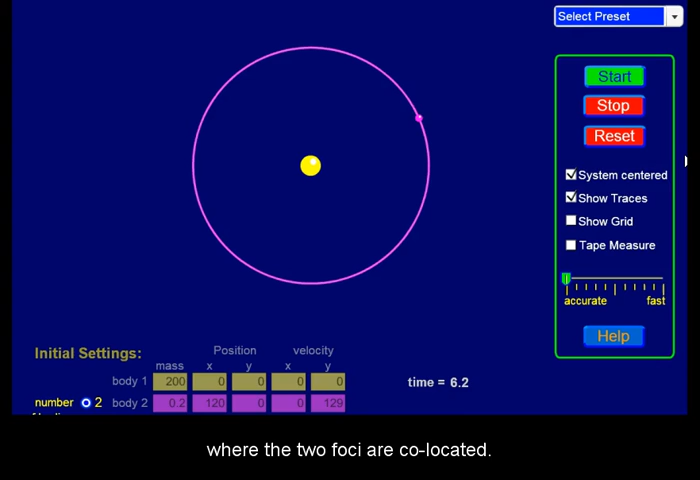 Select Preset
Start
Stop
Reset
System centered
Show Traces
Show Grid
Tape Measure
accurate fast
Help
Initial Settings:
Position velocity
mass x y x y
body 1 200 0 0 0 0
number 2 body 2 0.2 120 0 0 129
time = 6.2
where the two foci are co-located.